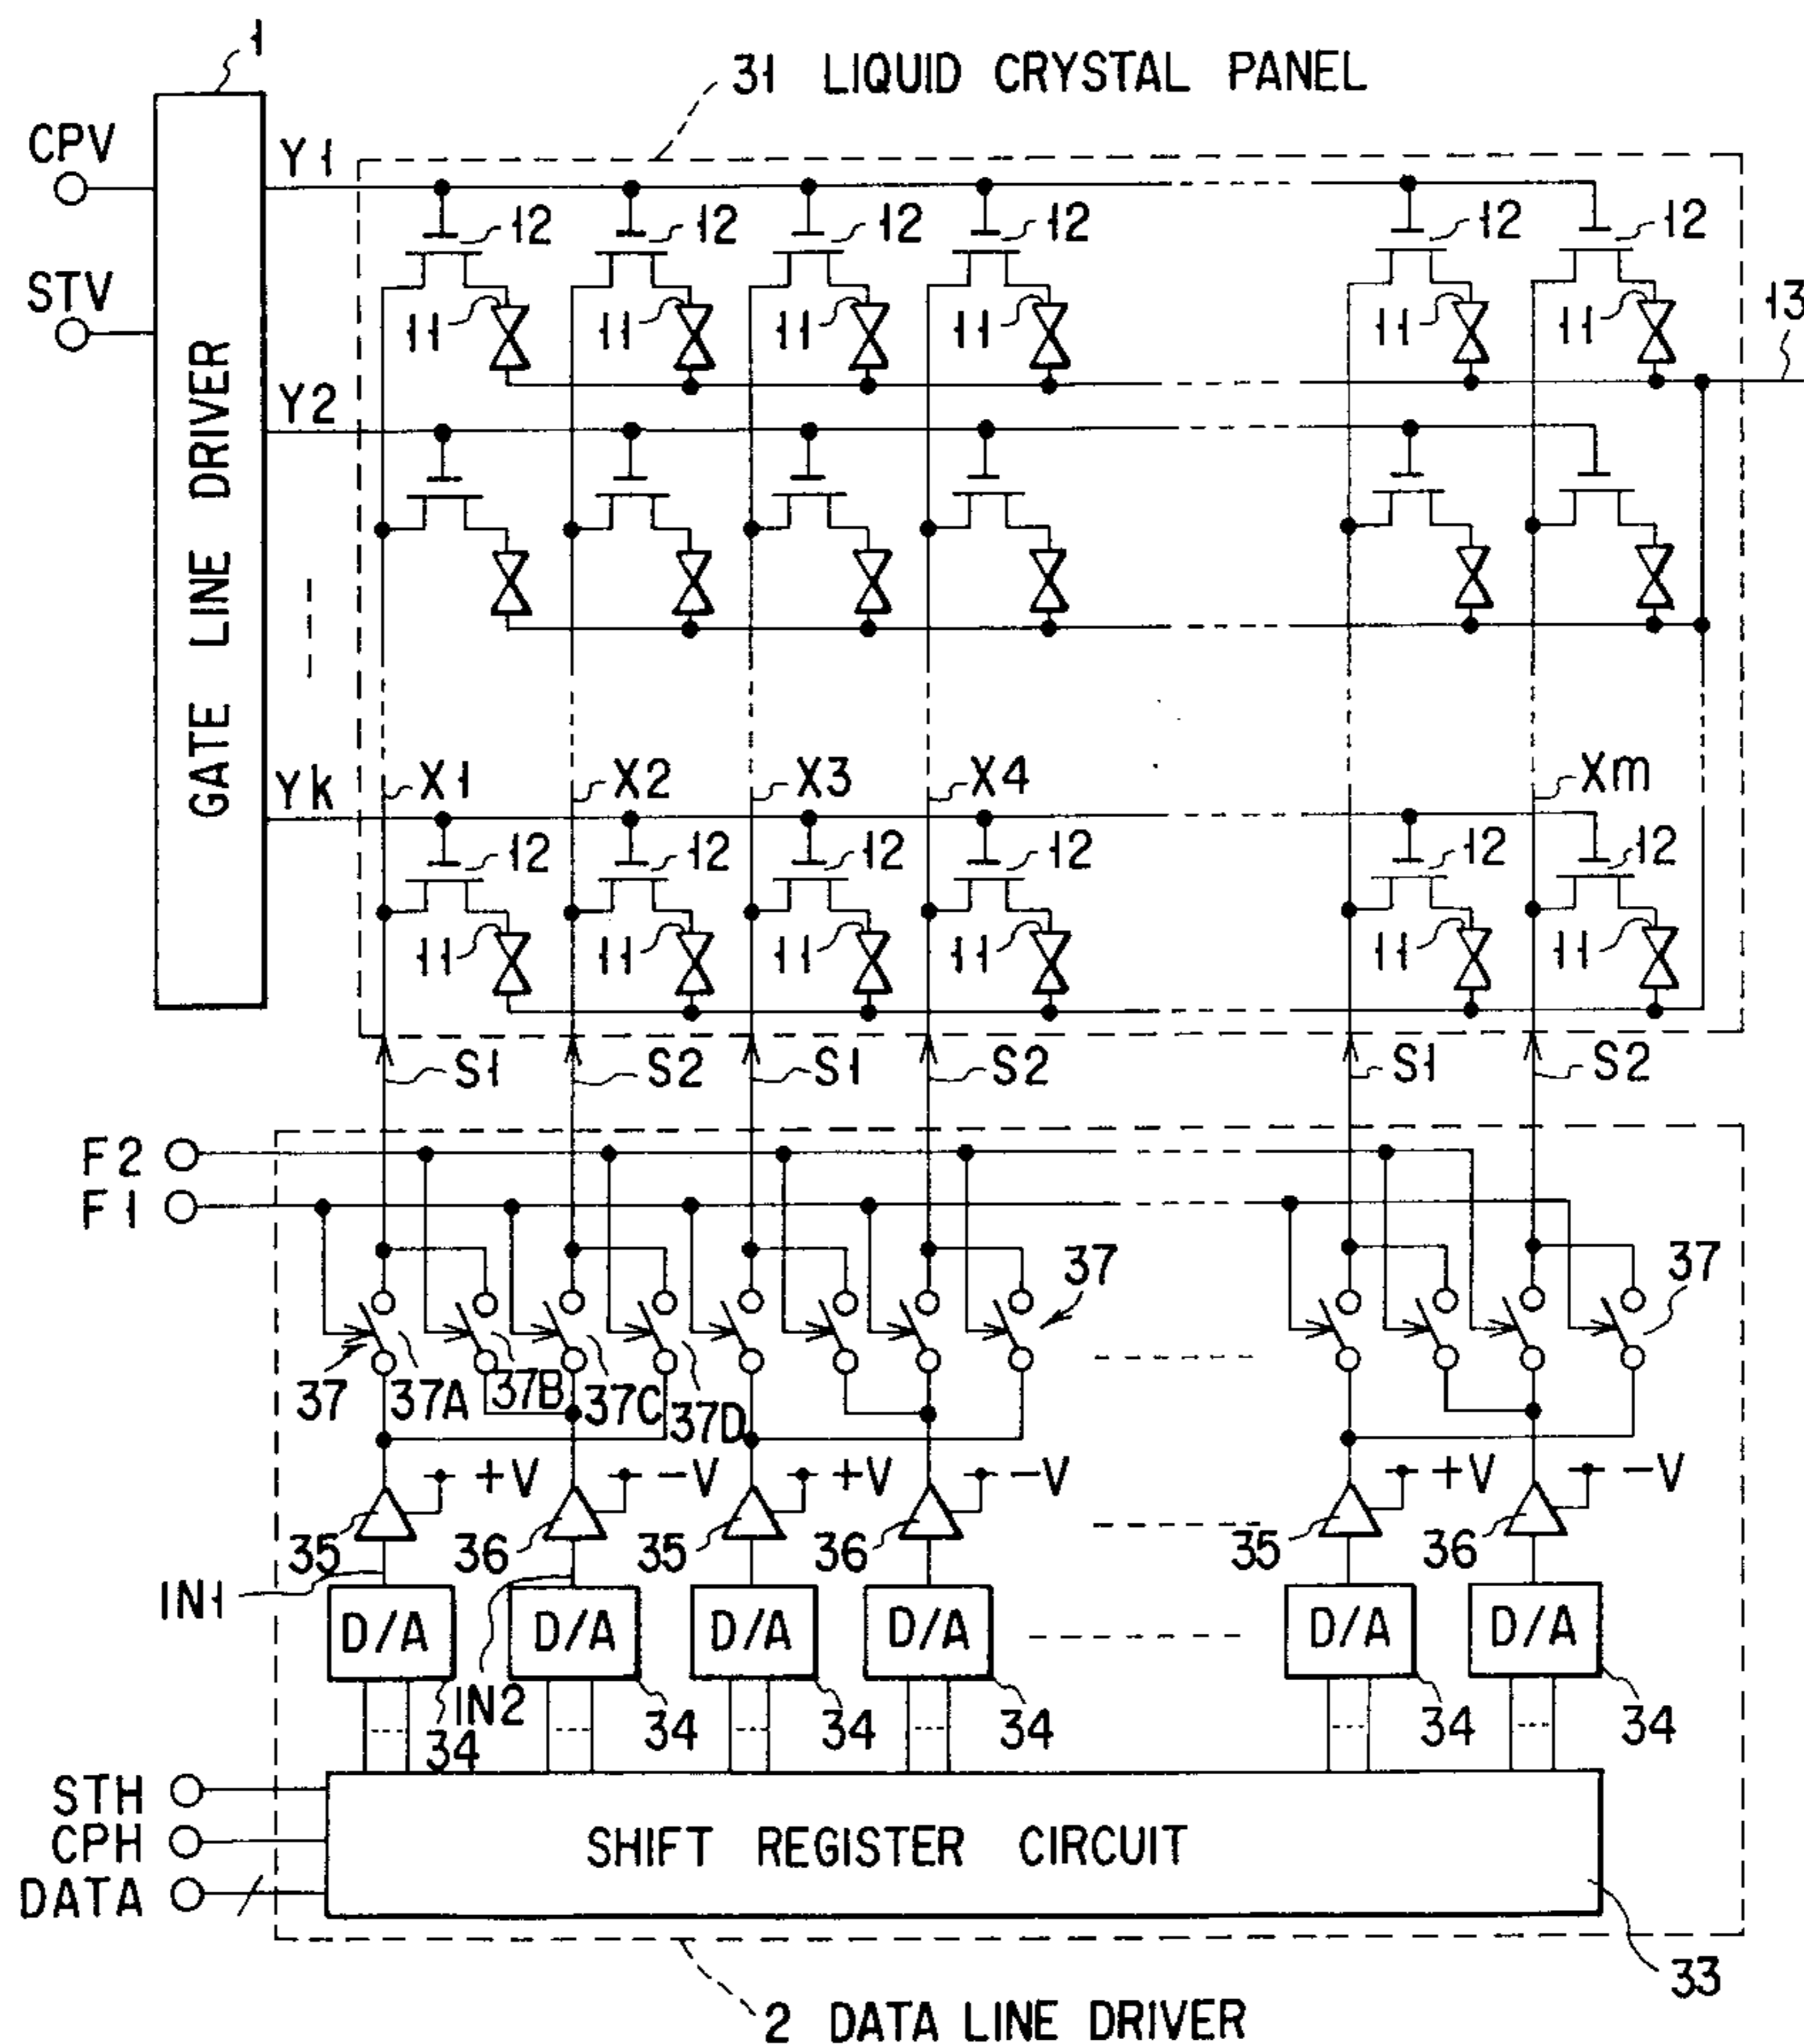 1
31 LIQUID CRYSTAL PANEL
CPV
Y1
12 12 12 12 12 12
STV
11 11 11 11 11 11
13
Y2
GATE LINE DRIVER
Yk
X1 X2 X3 X4 Xm
12 12 12 12 12 12
11 11 11 11 11 11
S1 S2 S1 S2 S1 S2
F2
F1
37 37
37 37A 37B 37C 37D
+V -V +V -V +V -V
35 36 35 36 35 36
IN1
D/A D/A D/A D/A D/A D/A
IN2
34 34 34 34 34 34
STH
CPH
DATA
SHIFT REGISTER CIRCUIT
33
2 DATA LINE DRIVER